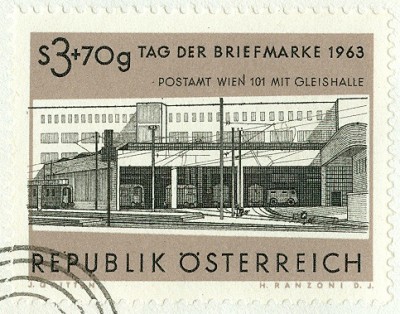 S3+70g TAG DER BRIEFMARKE 1963
POSTAMT WIEN 101 MIT GLEISHALLE
REPUBLIK ÖSTERREICH
H. RANZONI D. J.